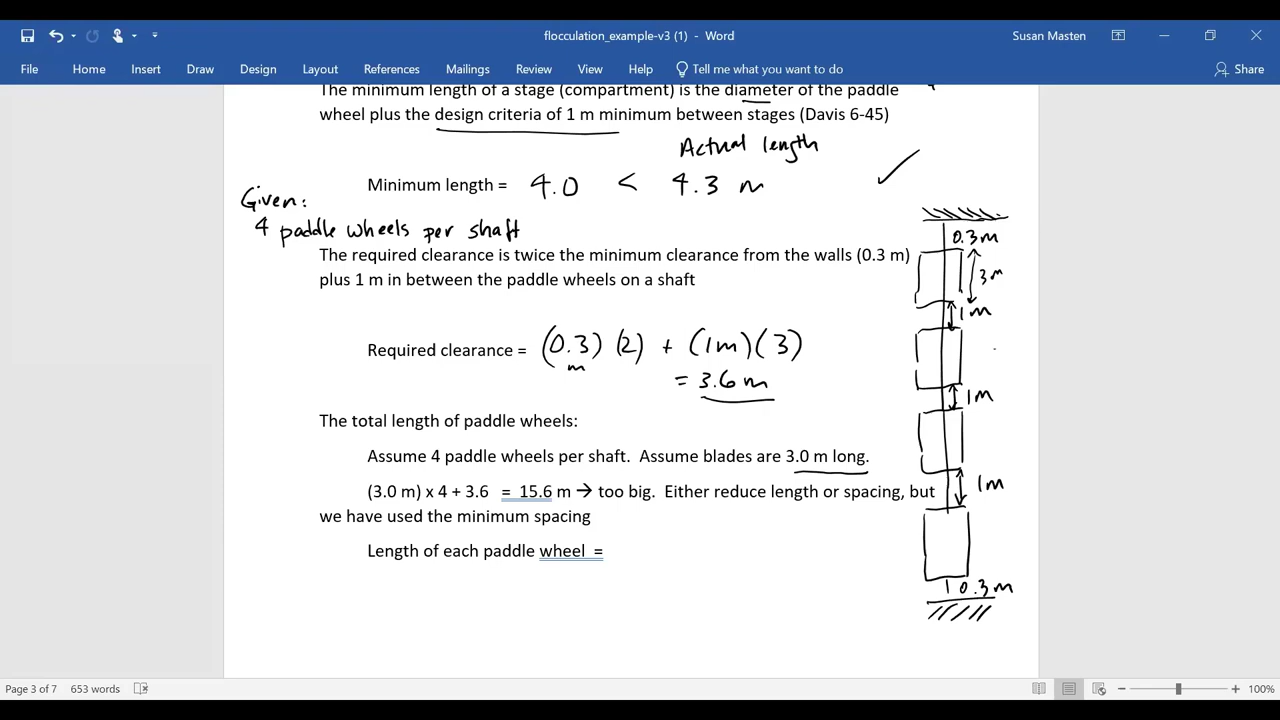 flocculation_example-v3 (1) - Word
Susan Masten
File Home Insert Draw Design Layout References Mailings Review View Help Tell me what you want to do Share
The minimum length of a stage (compartment) is the diameter of the paddle
wheel plus the design criteria of 1 m minimum between stages (Davis 6-45)
Actual length
Minimum length = 4.0 < 4.3 m
Given:
4 paddle wheels per shaft
The required clearance is twice the minimum clearance from the walls (0.3 m)
plus 1 m in between the paddle wheels on a shaft
Required clearance = (0.3) (2) + (1m)(3)
m
= 3.6 m
The total length of paddle wheels:
Assume 4 paddle wheels per shaft. Assume blades are 3.0 m long.
(3.0 m) x 4 + 3.6 = 15.6 m → too big. Either reduce length or spacing, but
we have used the minimum spacing
Length of each paddle wheel =
0.3m
3m
1m
1m
1m
0.3m
Page 3 of 7 653 words 100%